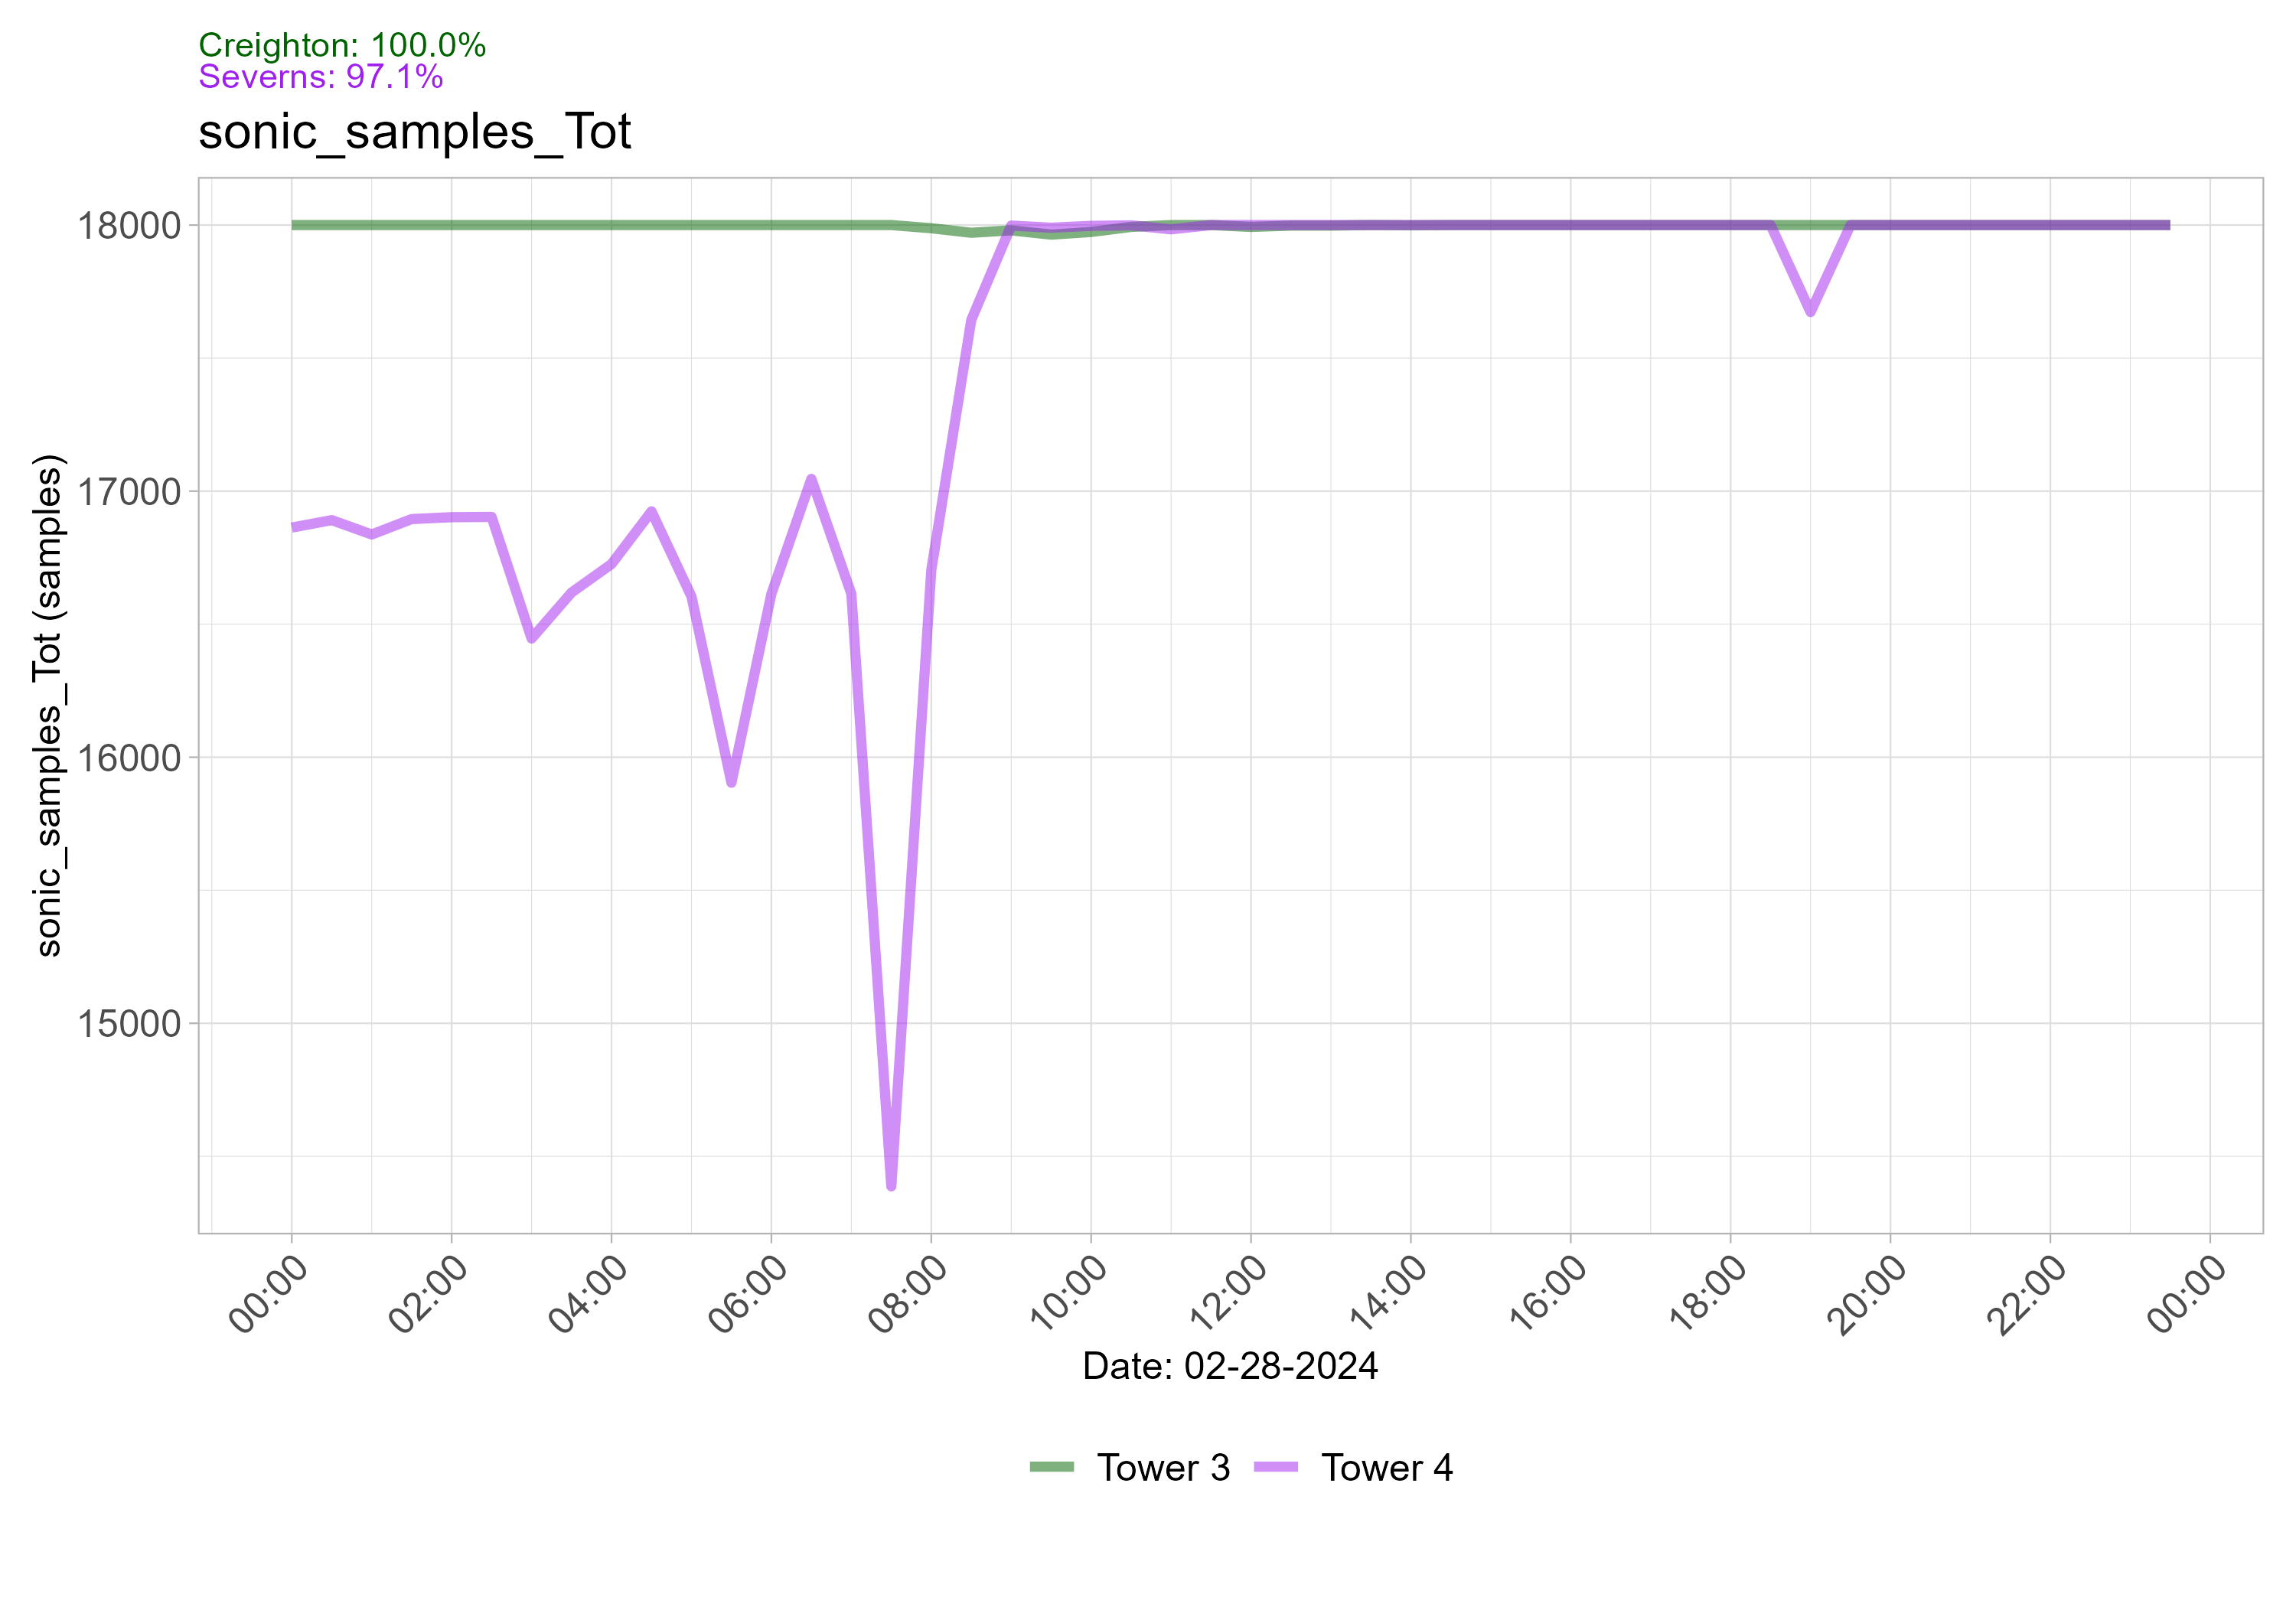 Creighton: 100.0%
Severns: 97.1%
sonic_samples_Tot
sonic_samples_Tot (samples)
18000
17000
16000
15000
00:00
02:00
04:00
06:00
08:00
10:00
12:00
14:00
16:00
18:00
20:00
22:00
00:00
Date: 02-28-2024
Tower 3
Tower 4